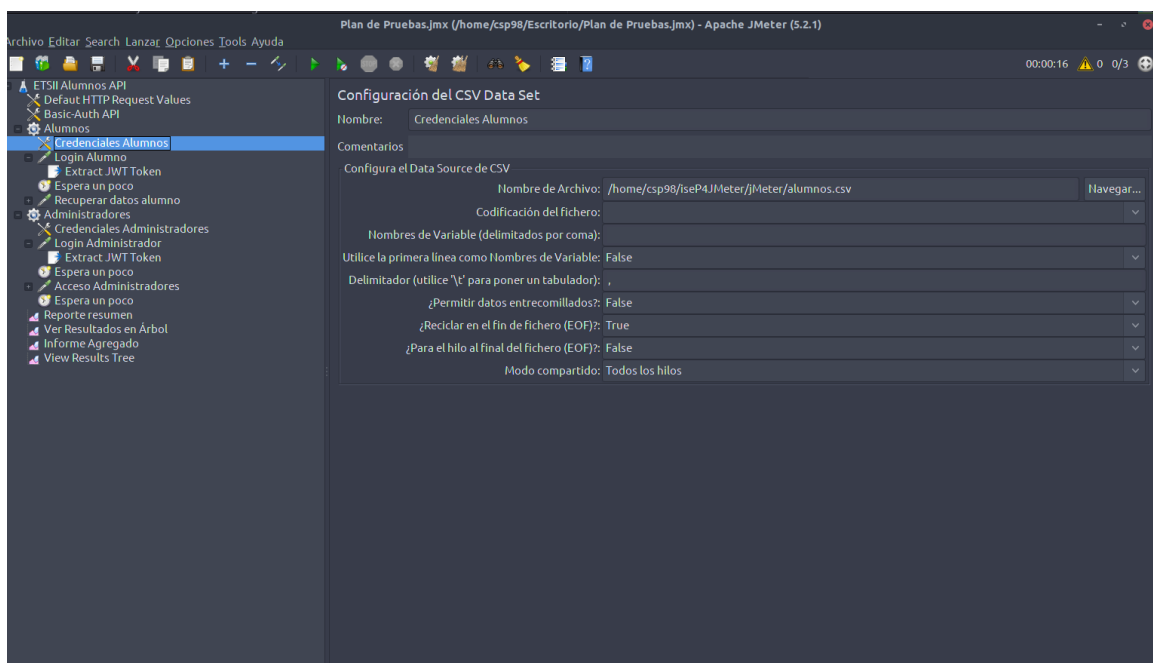 Plan de Pruebas.jmx (/home/csp98/Escritorio/Plan de Pruebas.jmx) - Apache JMeter (5.2.1)
Archivo Editar Search Lanzar Opciones Tools Ayuda
00:00:16 0 0/3
ETSII Alumnos API
Defaut HTTP Request Values
Basic-Auth API
Alumnos
Credenciales Alumnos
Login Alumno
Extract JWT Token
Espera un poco
Recuperar datos alumno
Administradores
Credenciales Administradores
Login Administrador
Extract JWT Token
Espera un poco
Acceso Administradores
Espera un poco
Reporte resumen
Ver Resultados en Árbol
Informe Agregado
View Results Tree
Configuración del CSV Data Set
Nombre: Credenciales Alumnos
Comentarios
Configura el Data Source de CSV
Nombre de Archivo: /home/csp98/iseP4JMeter/jMeter/alumnos.csv Navegar...
Codificación del fichero:
Nombres de Variable (delimitados por coma):
Utilice la primera línea como Nombres de Variable: False
Delimitador (utilice '\t' para poner un tabulador): ,
¿Permitir datos entrecomillados?: False
¿Reciclar en el fin de fichero (EOF)?: True
¿Para el hilo al final del fichero (EOF)?: False
Modo compartido: Todos los hilos